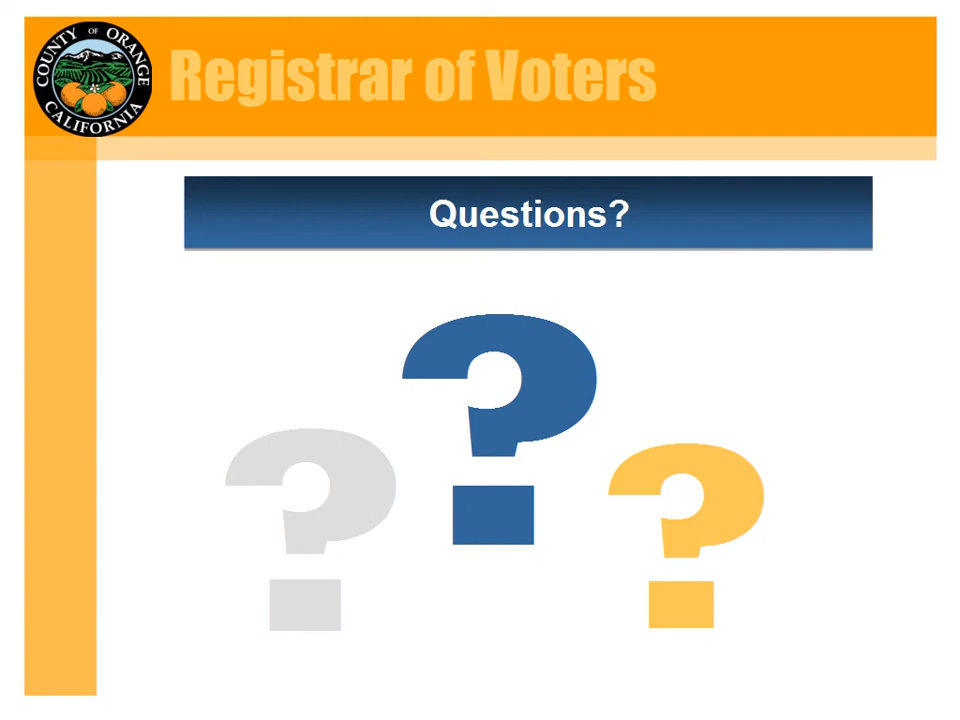 COUNTY OF ORANGE
CALIFORNIA
Registrar of Voters
Questions?
?
?
?